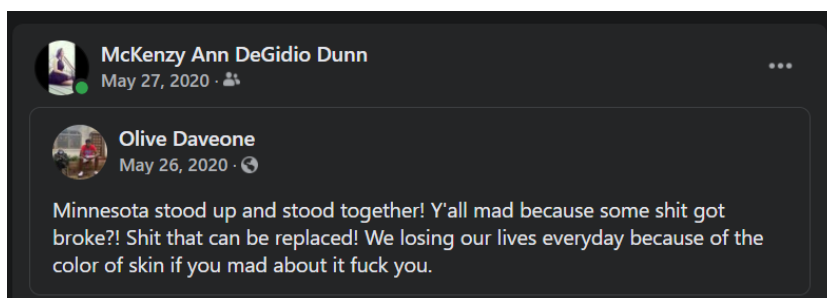 McKenzy Ann DeGidio Dunn
May 27, 2020 ·
Olive Daveone
May 26, 2020 ·
Minnesota stood up and stood together! Y'all mad because some shit got
broke?! Shit that can be replaced! We losing our lives everyday because of the
color of skin if you mad about it fuck you.